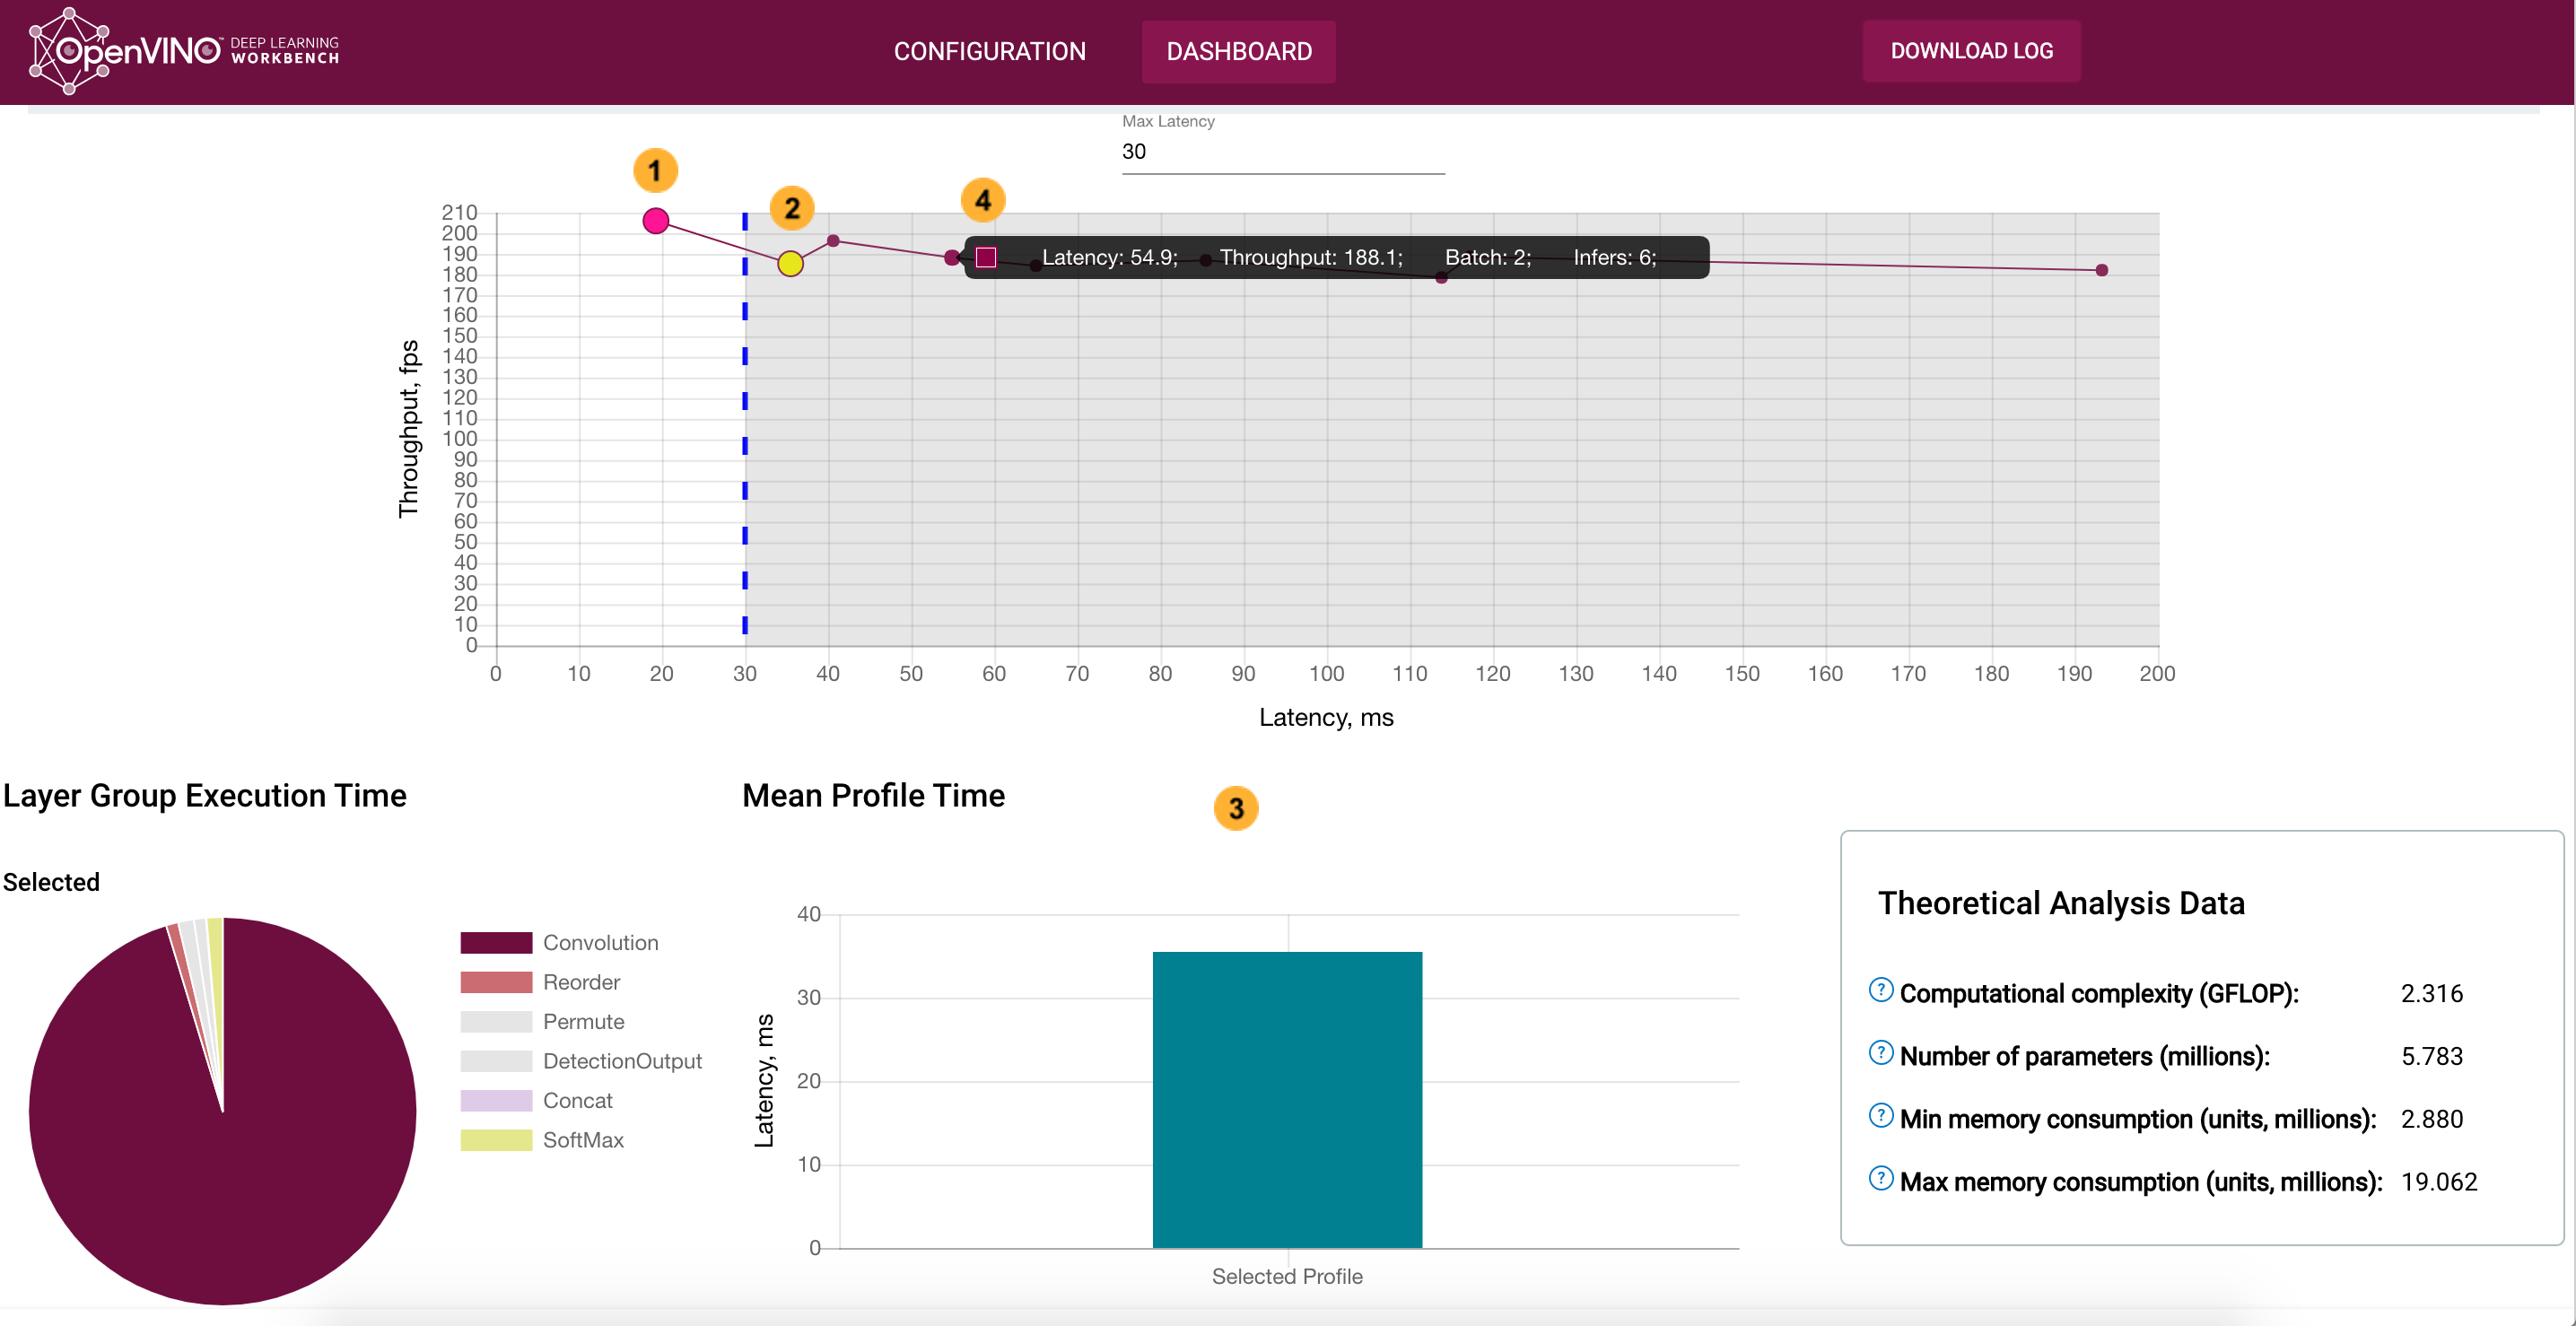 OpenVINO™ DEEP LEARNING WORKBENCH
CONFIGURATION
DASHBOARD
DOWNLOAD LOG
Max Latency
30
1
2
4
210
200
190
180
170
160
150
140
130
120
110
100
90
80
70
60
50
40
30
20
10
0
Throughput, fps
Latency: 54.9; Throughput: 188.1; Batch: 2; Infers: 6;
0 10 20 30 40 50 60 70 80 90 100 110 120 130 140 150 160 170 180 190 200
Latency, ms
Layer Group Execution Time
Selected
Convolution
Reorder
Permute
DetectionOutput
Concat
SoftMax
Mean Profile Time
3
40
30
20
10
0
Latency, ms
Selected Profile
Theoretical Analysis Data
? Computational complexity (GFLOP): 2.316
? Number of parameters (millions): 5.783
? Min memory consumption (units, millions): 2.880
? Max memory consumption (units, millions): 19.062